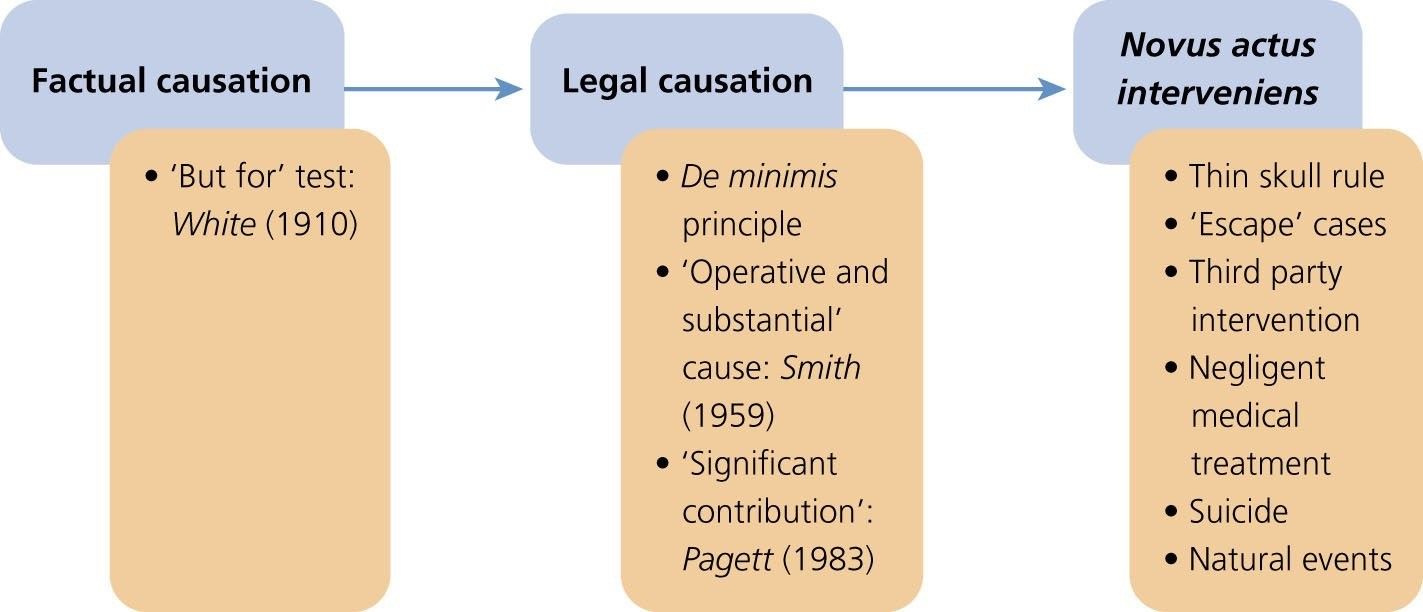 Factual causation
• ‘But for’ test:
White (1910)
Legal causation
• De minimis
principle
• ‘Operative and
substantial’
cause: Smith
(1959)
• ‘Significant
contribution’:
Pagett (1983)
Novus actus
interveniens
• Thin skull rule
• ‘Escape’ cases
• Third party
intervention
• Negligent
medical
treatment
• Suicide
• Natural events